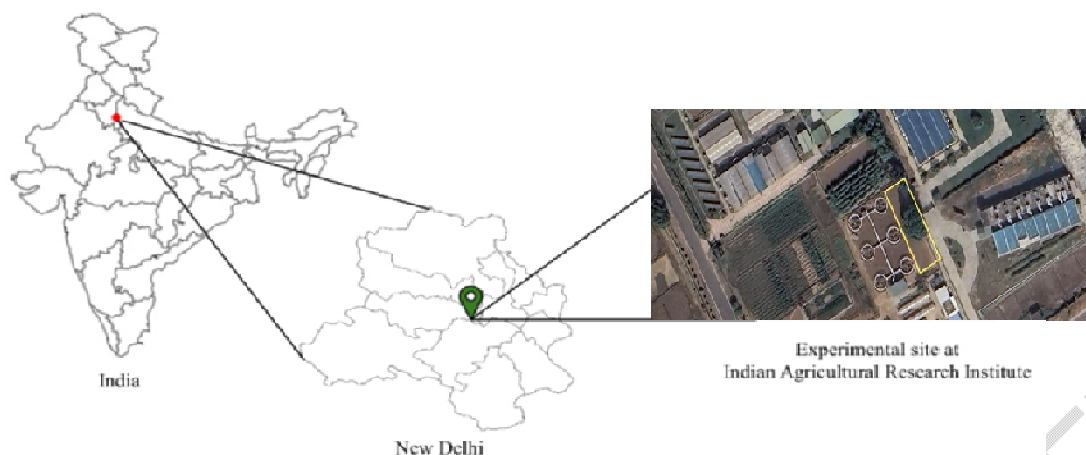 India
New Delhi
Experimental site at
Indian Agricultural Research Institute